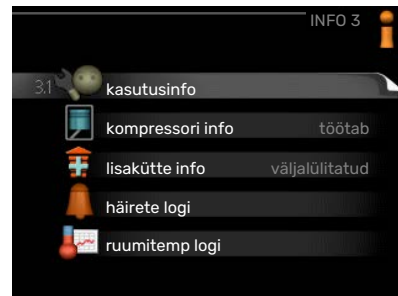 INFO 3
3.1 kasutusinfo
kompressori info töötab
lisakütte info väljalülitatud
häirete logi
ruumitemp logi